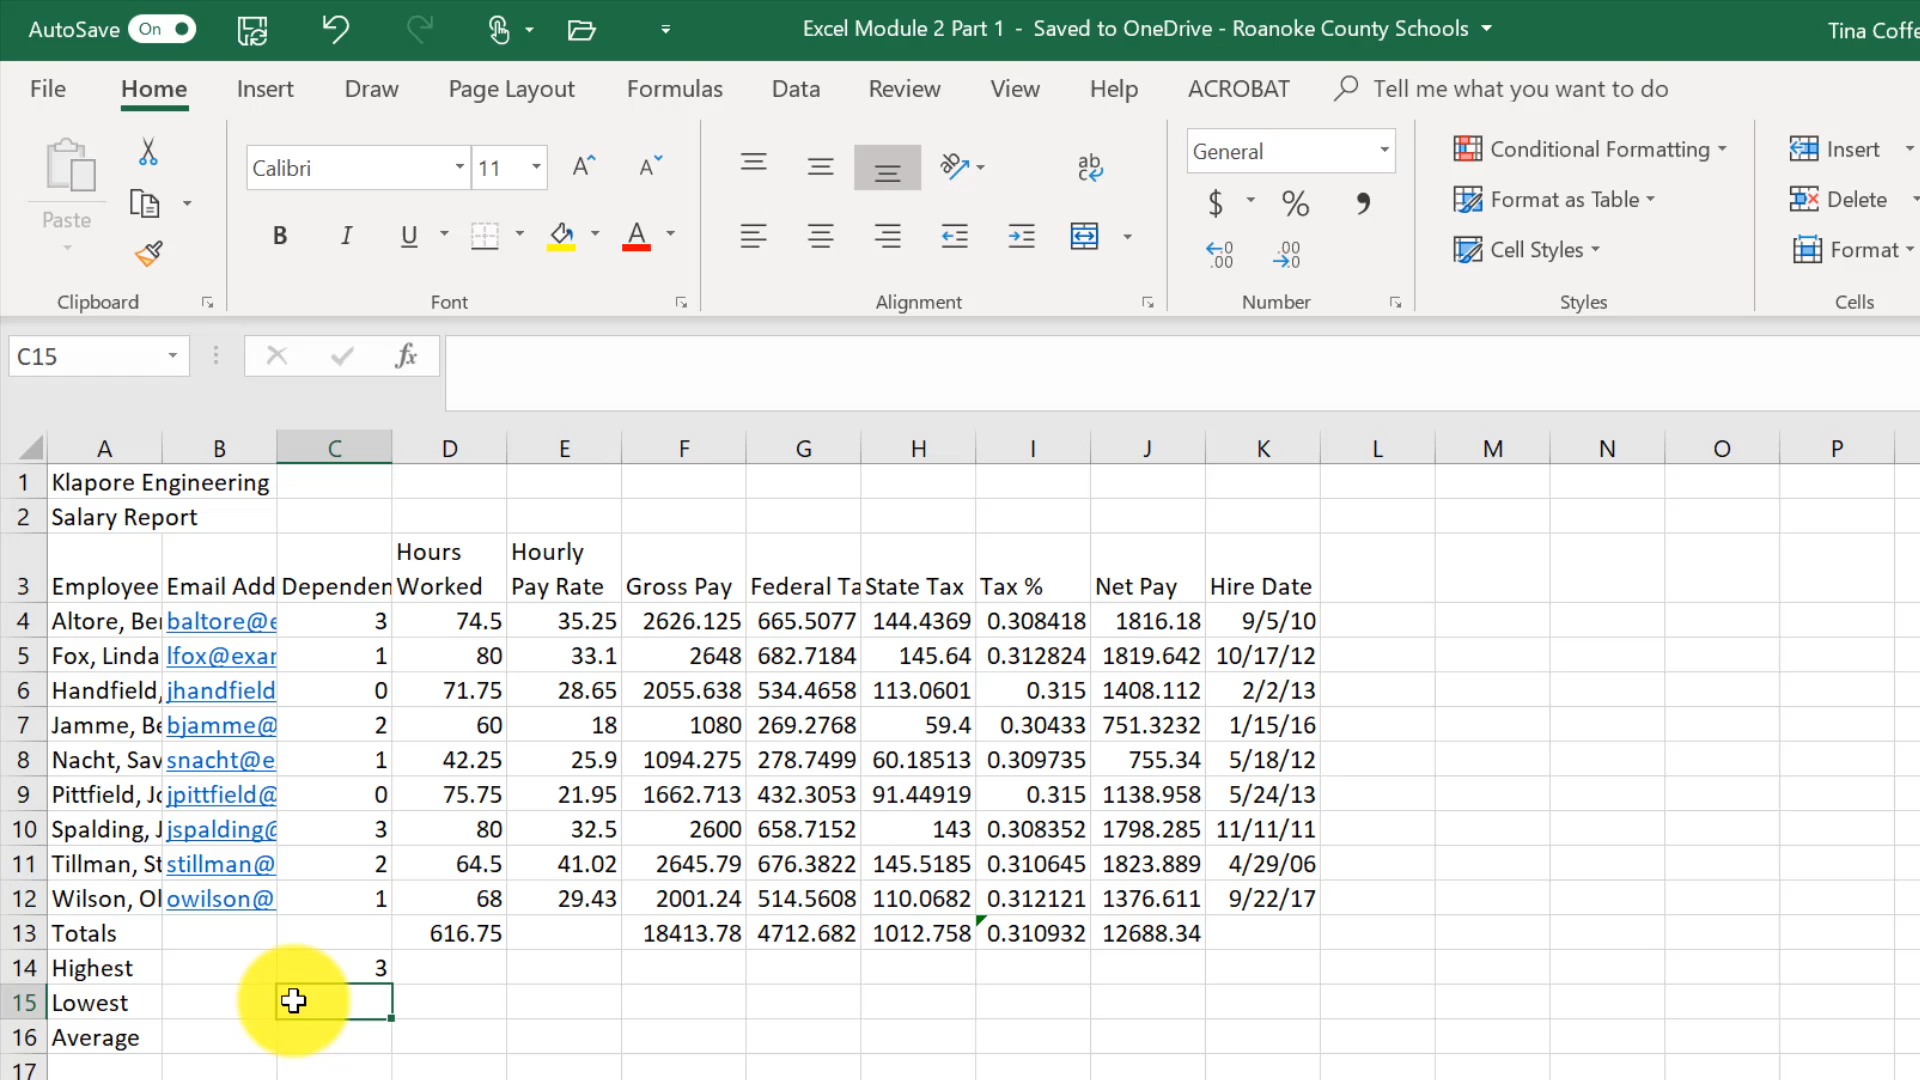 AutoSave On Excel Module 2 Part 1 - Saved to OneDrive - Roanoke County Schools Tina Coffe
File Home Insert Draw Page Layout Formulas Data Review View Help ACROBAT Tell me what you want to do
Paste Calibri 11 General Conditional Formatting Insert
B I U A $ % , Format as Table Delete
Cell Styles Format
Clipboard Font Alignment Number Styles Cells
C15 fx
A B C D E F G H I J K L M N O P
1 Klapore Engineering
2 Salary Report
Hours Hourly
3 Employee Email Add Dependen Worked Pay Rate Gross Pay Federal Ta State Tax Tax % Net Pay Hire Date
4 Altore, Be baltore@e 3 74.5 35.25 2626.125 665.5077 144.4369 0.308418 1816.18 9/5/10
5 Fox, Linda lfox@exar 1 80 33.1 2648 682.7184 145.64 0.312824 1819.642 10/17/12
6 Handfield, jhandfield 0 71.75 28.65 2055.638 534.4658 113.0601 0.315 1408.112 2/2/13
7 Jamme, Be bjamme@ 2 60 18 1080 269.2768 59.4 0.30433 751.3232 1/15/16
8 Nacht, Sav snacht@e 1 42.25 25.9 1094.275 278.7499 60.18513 0.309735 755.34 5/18/12
9 Pittfield, Jo jpittfield@ 0 75.75 21.95 1662.713 432.3053 91.44919 0.315 1138.958 5/24/13
10 Spalding, J jspalding@ 3 80 32.5 2600 658.7152 143 0.308352 1798.285 11/11/11
11 Tillman, St stillman@ 2 64.5 41.02 2645.79 676.3822 145.5185 0.310645 1823.889 4/29/06
12 Wilson, Ol owilson@ 1 68 29.43 2001.24 514.5608 110.0682 0.312121 1376.611 9/22/17
13 Totals 616.75 18413.78 4712.682 1012.758 0.310932 12688.34
14 Highest 3
15 Lowest
16 Average
17